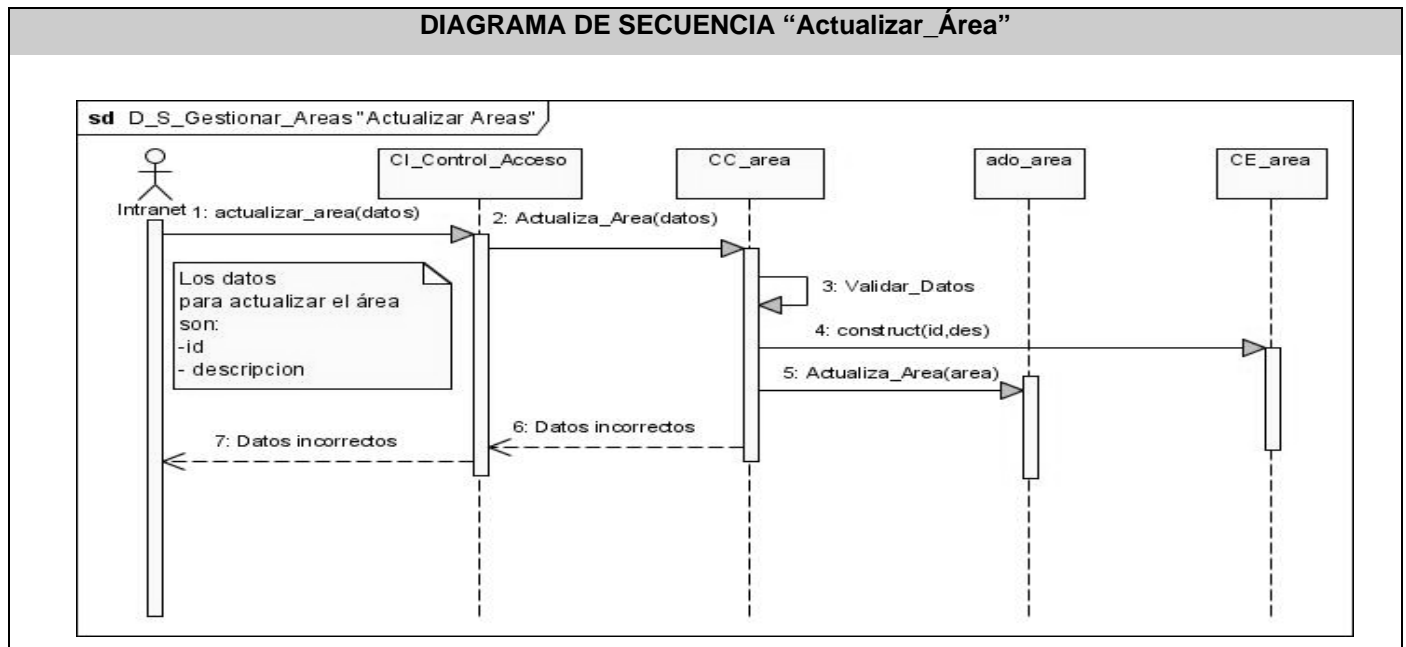 DIAGRAMA DE SECUENCIA “Actualizar_Área”
sd D_S_Gestionar_Areas "Actualizar Areas"
CI_Control_Acceso
CC_area
ado_area
CE_area
Intranet
1: actualizar_area(datos)
2: Actualiza_Area(datos)
Los datos
para actualizar el área
son:
-id
- descripcion
3: Validar_Datos
4: construct(id,des)
5: Actualiza_Area(area)
6: Datos incorrectos
7: Datos incorrectos